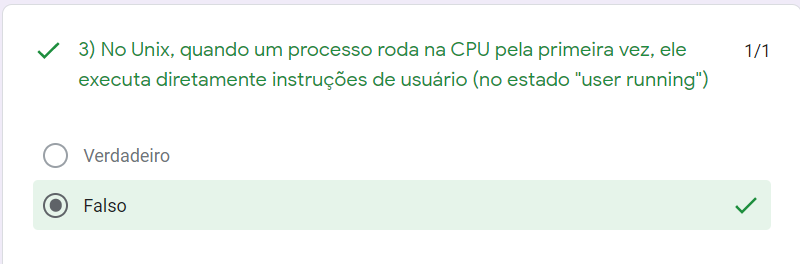 3) No Unix, quando um processo roda na CPU pela primeira vez, ele
1/1
executa diretamente instruções de usuário (no estado "user running")
Verdadeiro
Falso